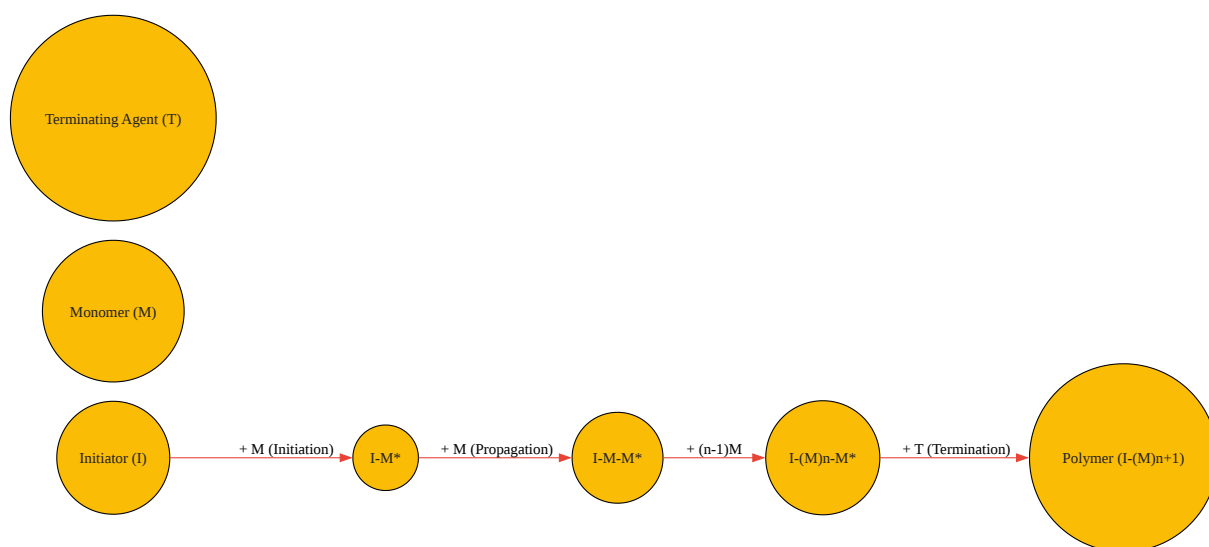 Terminating Agent (T)
Monomer (M)
Initiator (I)
+ M (Initiation)
I-M*
+ M (Propagation)
I-M-M*
+ (n-1)M
I-(M)n-M*
+ T (Termination)
Polymer (I-(M)n+1)